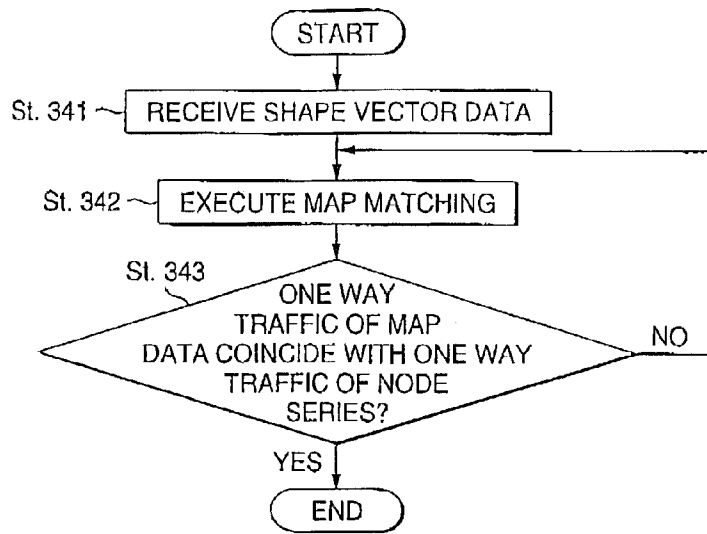 START
St. 341
RECEIVE SHAPE VECTOR DATA
St. 342
EXECUTE MAP MATCHING
St. 343
ONE WAY
TRAFFIC OF MAP
DATA COINCIDE WITH ONE WAY
TRAFFIC OF NODE
SERIES?
NO
YES
END